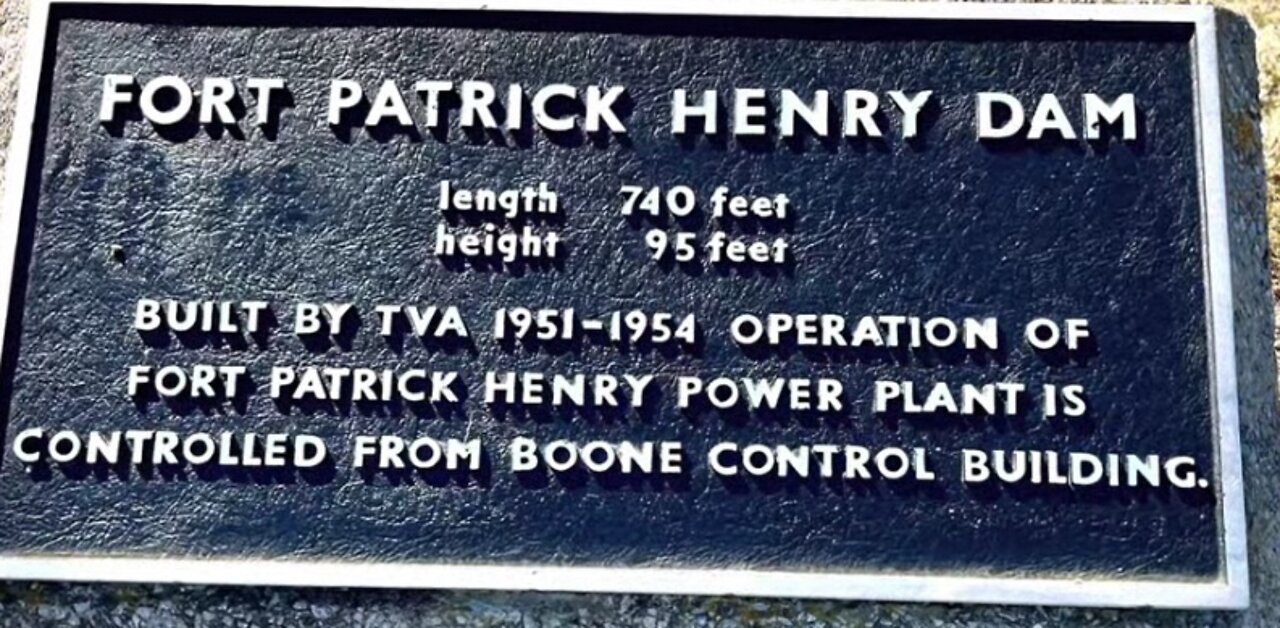 FORT PATRICK HENRY DAM
length 740 feet
height 95 feet
BUILT BY TVA 1951-1954 OPERATION OF
FORT PATRICK HENRY POWER PLANT IS
CONTROLLED FROM BOONE CONTROL BUILDING.